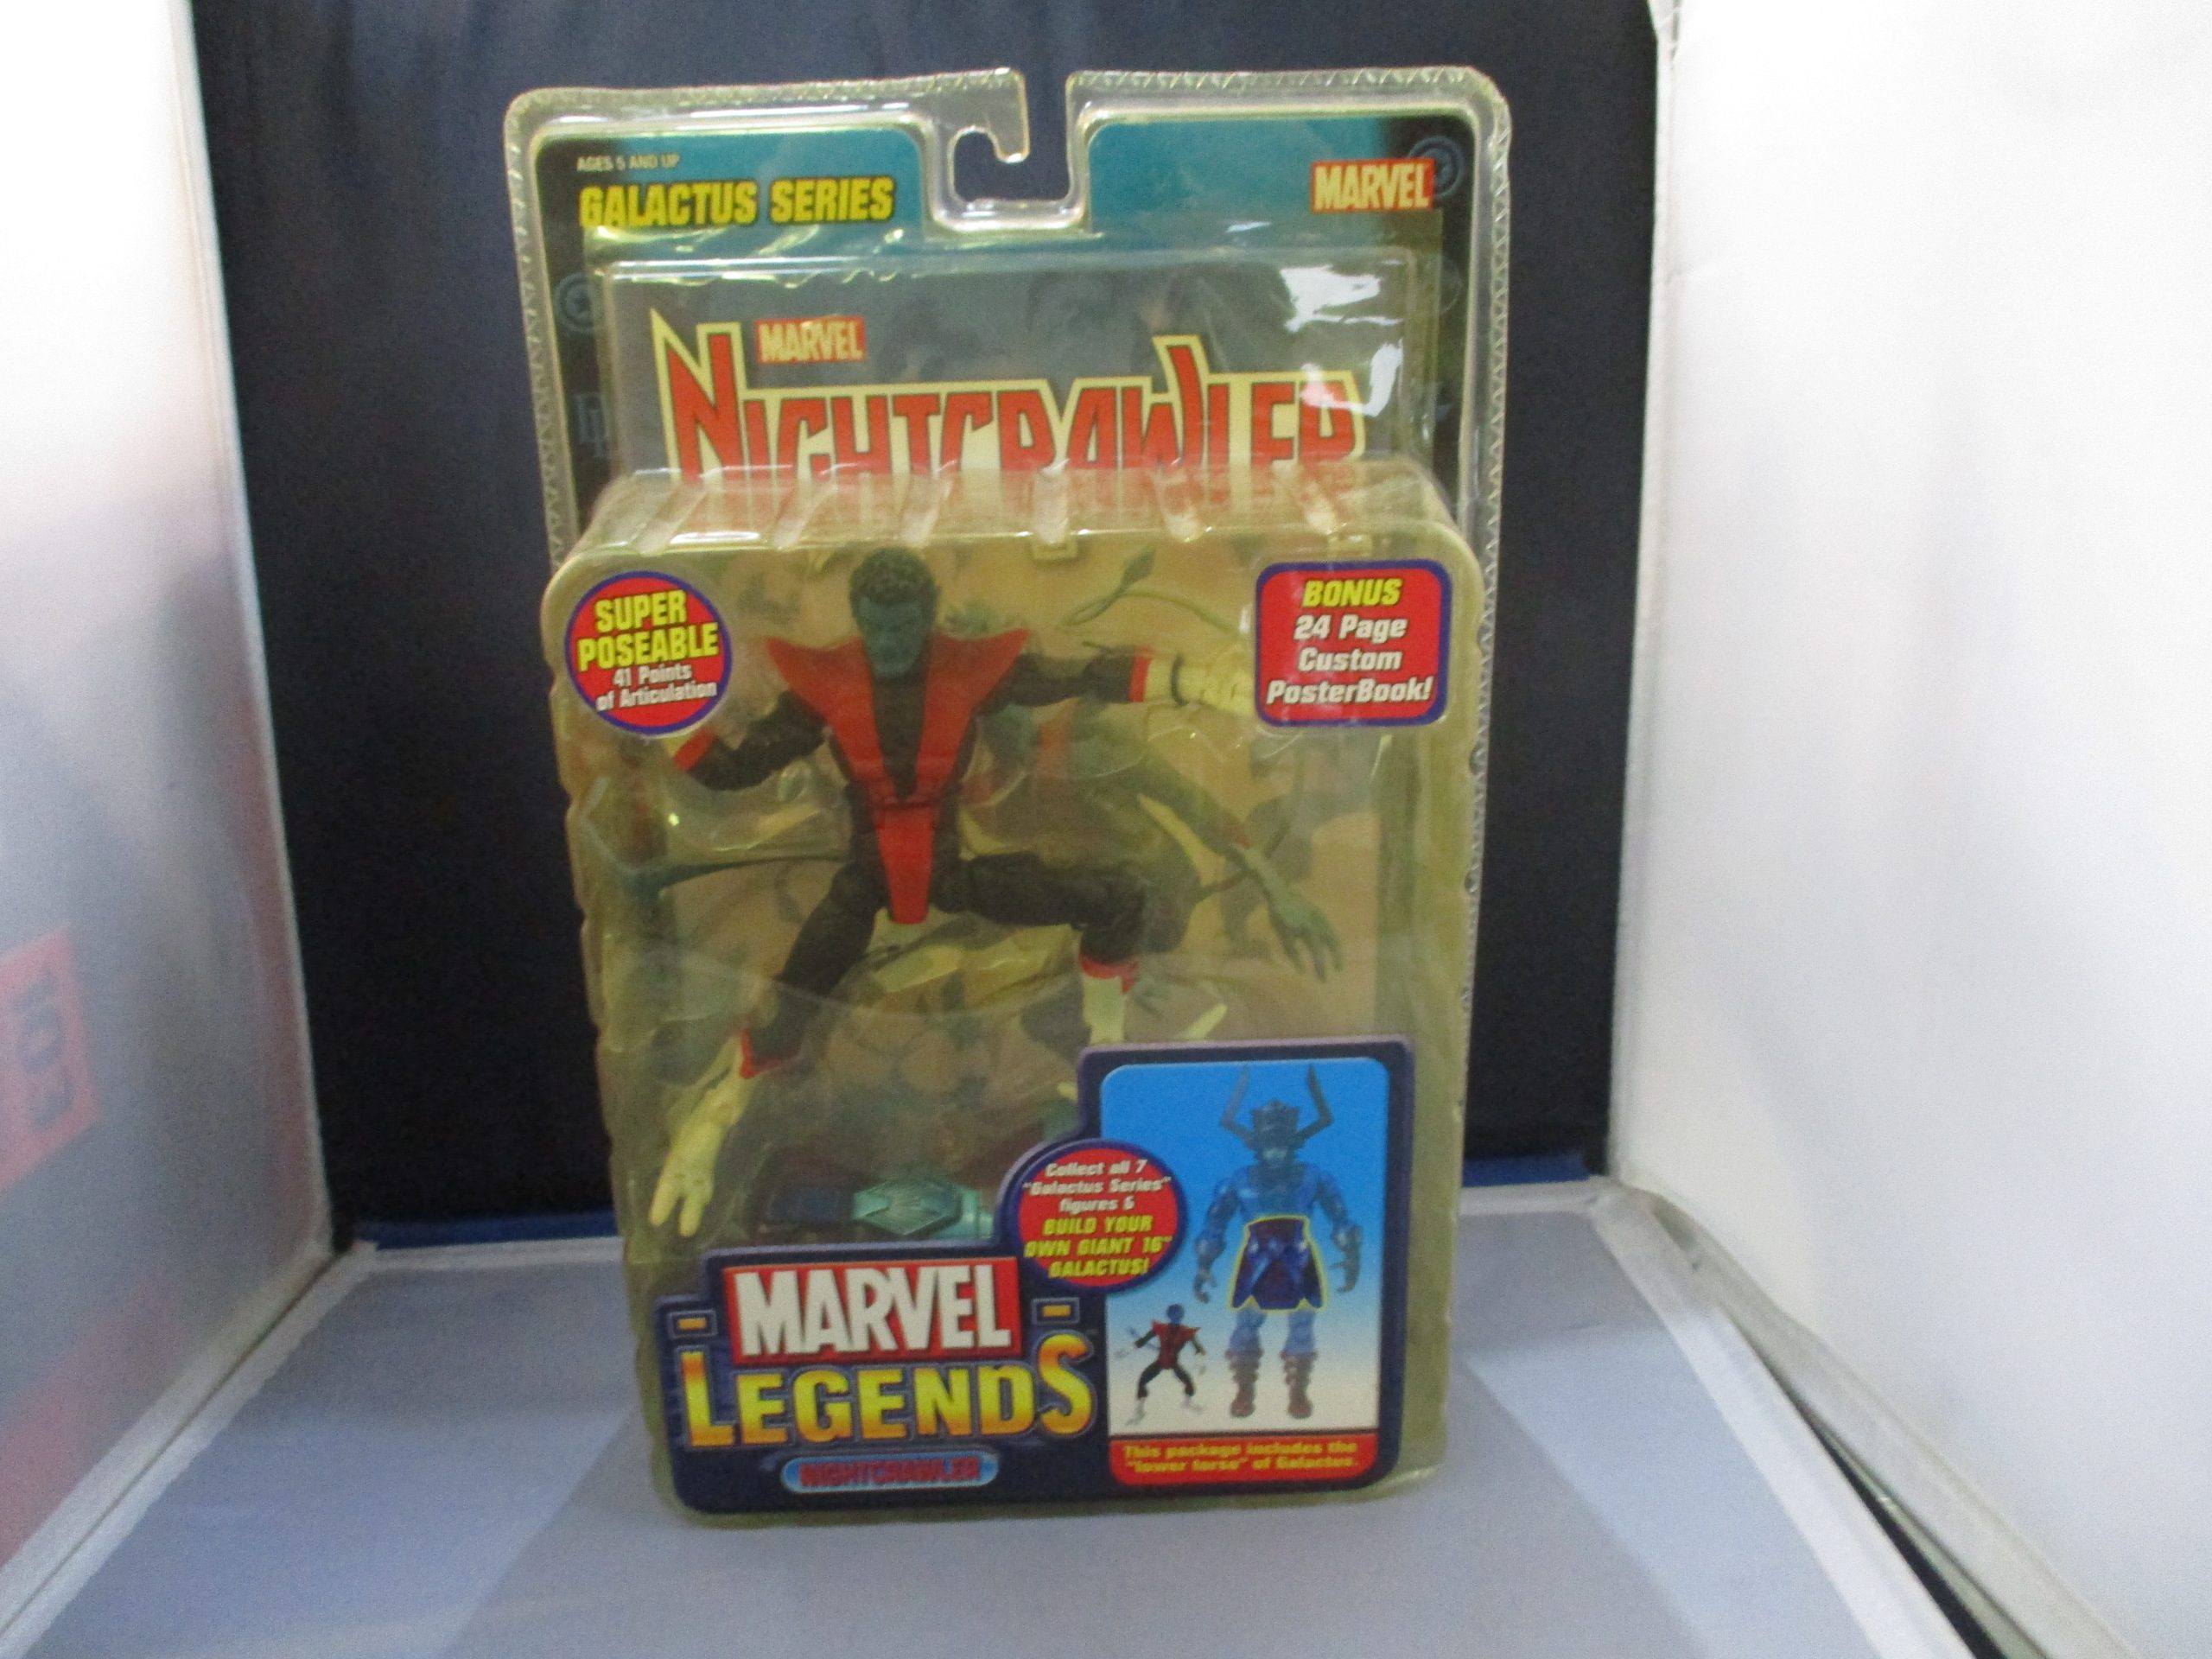 AGES 5 AND UP
GALACTUS SERIES
MARVEL
MARVEL
NIGHTCRAWLER
SUPER
POSEABLE
41 Points
of Articulation
BONUS
24 Page
Custom
PosterBook!
Collect all 7
"Galactus Series"
figures &
BUILD YOUR
OWN GIANT 16"
GALACTUS!
MARVEL
LEGENDS
NIGHTCRAWLER
This package includes the
"lower torso" of Galactus.